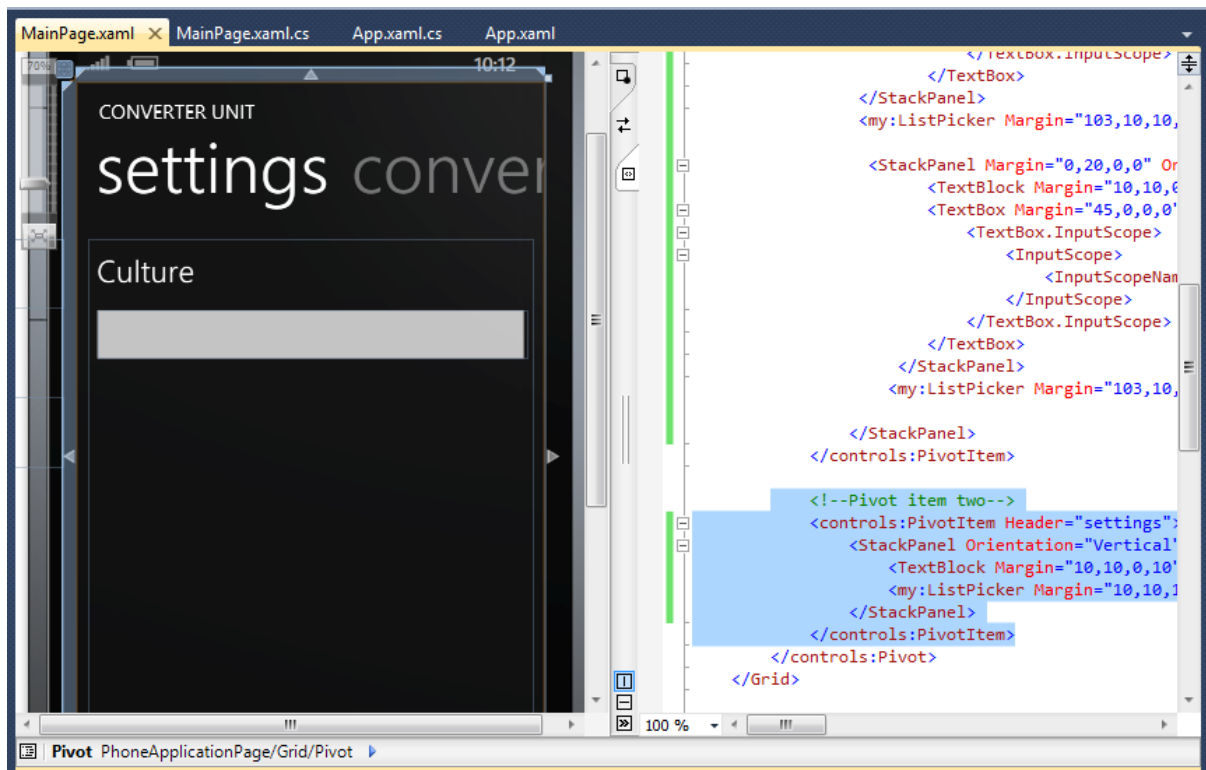 MainPage.xaml MainPage.xaml.cs App.xaml.cs App.xaml
70%
10:12
CONVERTER UNIT
settings conver
Culture
</TextBox.InputScope>
</TextBox>
</StackPanel>
<my:ListPicker Margin="103,10,10,
<StackPanel Margin="0,20,0,0" Or
<TextBlock Margin="10,10,0
<TextBox Margin="45,0,0,0"
<TextBox.InputScope>
<InputScope>
<InputScopeNam
</InputScope>
</TextBox.InputScope>
</TextBox>
</StackPanel>
<my:ListPicker Margin="103,10,
</StackPanel>
</controls:PivotItem>
<!--Pivot item two-->
<controls:PivotItem Header="settings">
<StackPanel Orientation="Vertical"
<TextBlock Margin="10,10,0,10"
<my:ListPicker Margin="10,10,1
</StackPanel>
</controls:PivotItem>
</controls:Pivot>
</Grid>
100 %
Pivot PhoneApplicationPage/Grid/Pivot